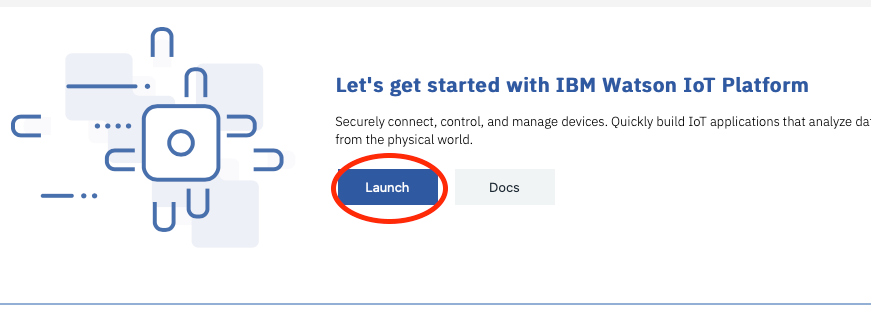 Let's get started with IBM Watson IoT Platform
Securely connect, control, and manage devices. Quickly build IoT applications that analyze da
from the physical world.
Launch
Docs